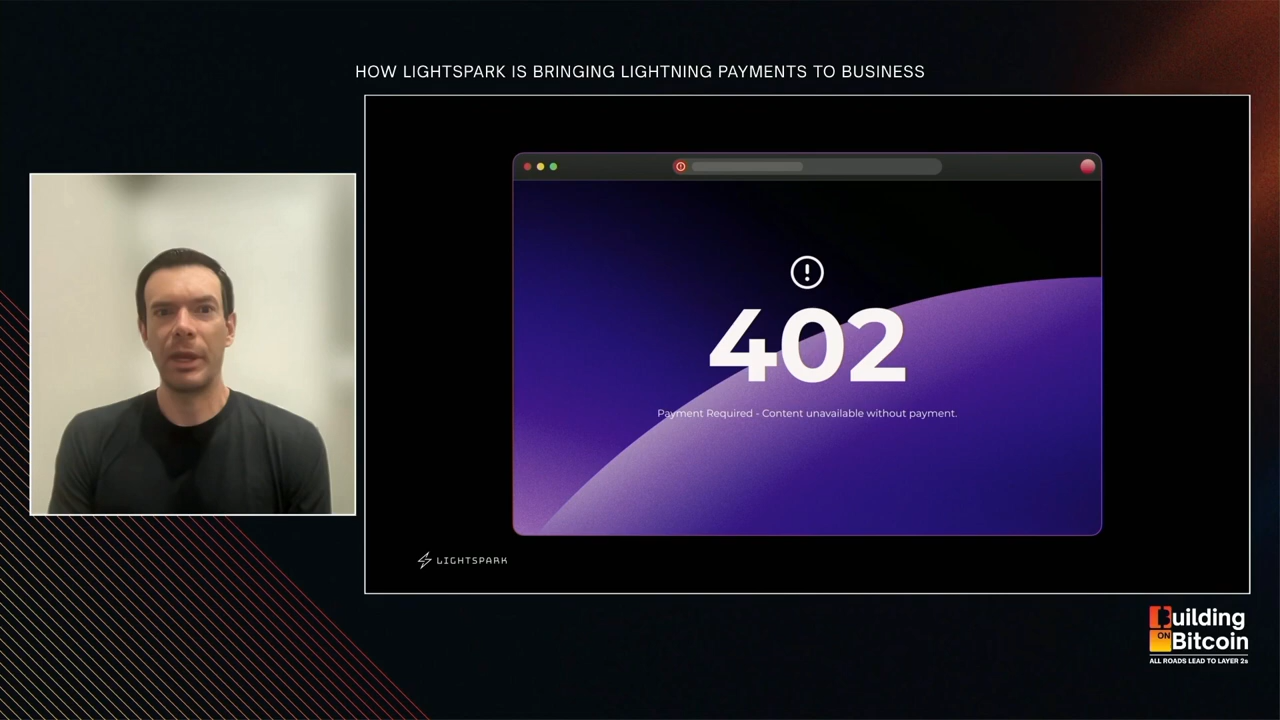 HOW LIGHTSPARK IS BRINGING LIGHTNING PAYMENTS TO BUSINESS
402
Payment Required - Content unavailable without payment.
LIGHTSPARK
Building
ON
Bitcoin
ALL ROADS LEAD TO LAYER 2s